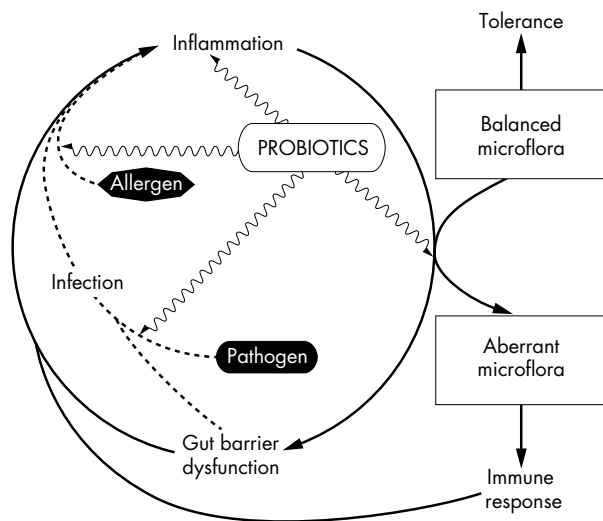 Tolerance
Inflammation
Balanced
microflora
PROBIOTICS
Allergen
Infection
Pathogen
Aberrant
microflora
Gut barrier
dysfunction
Immune
response